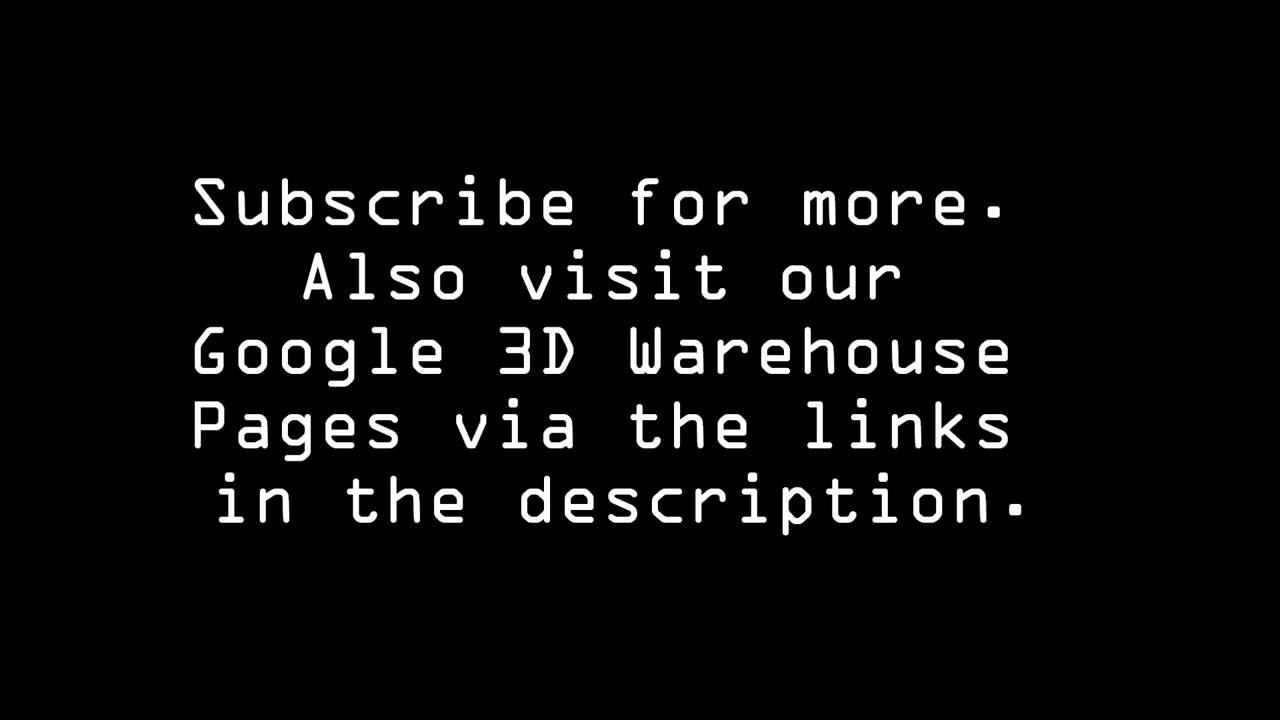 Subscribe for more.
Also visit our
Google 3D Warehouse
Pages via the links
in the description.